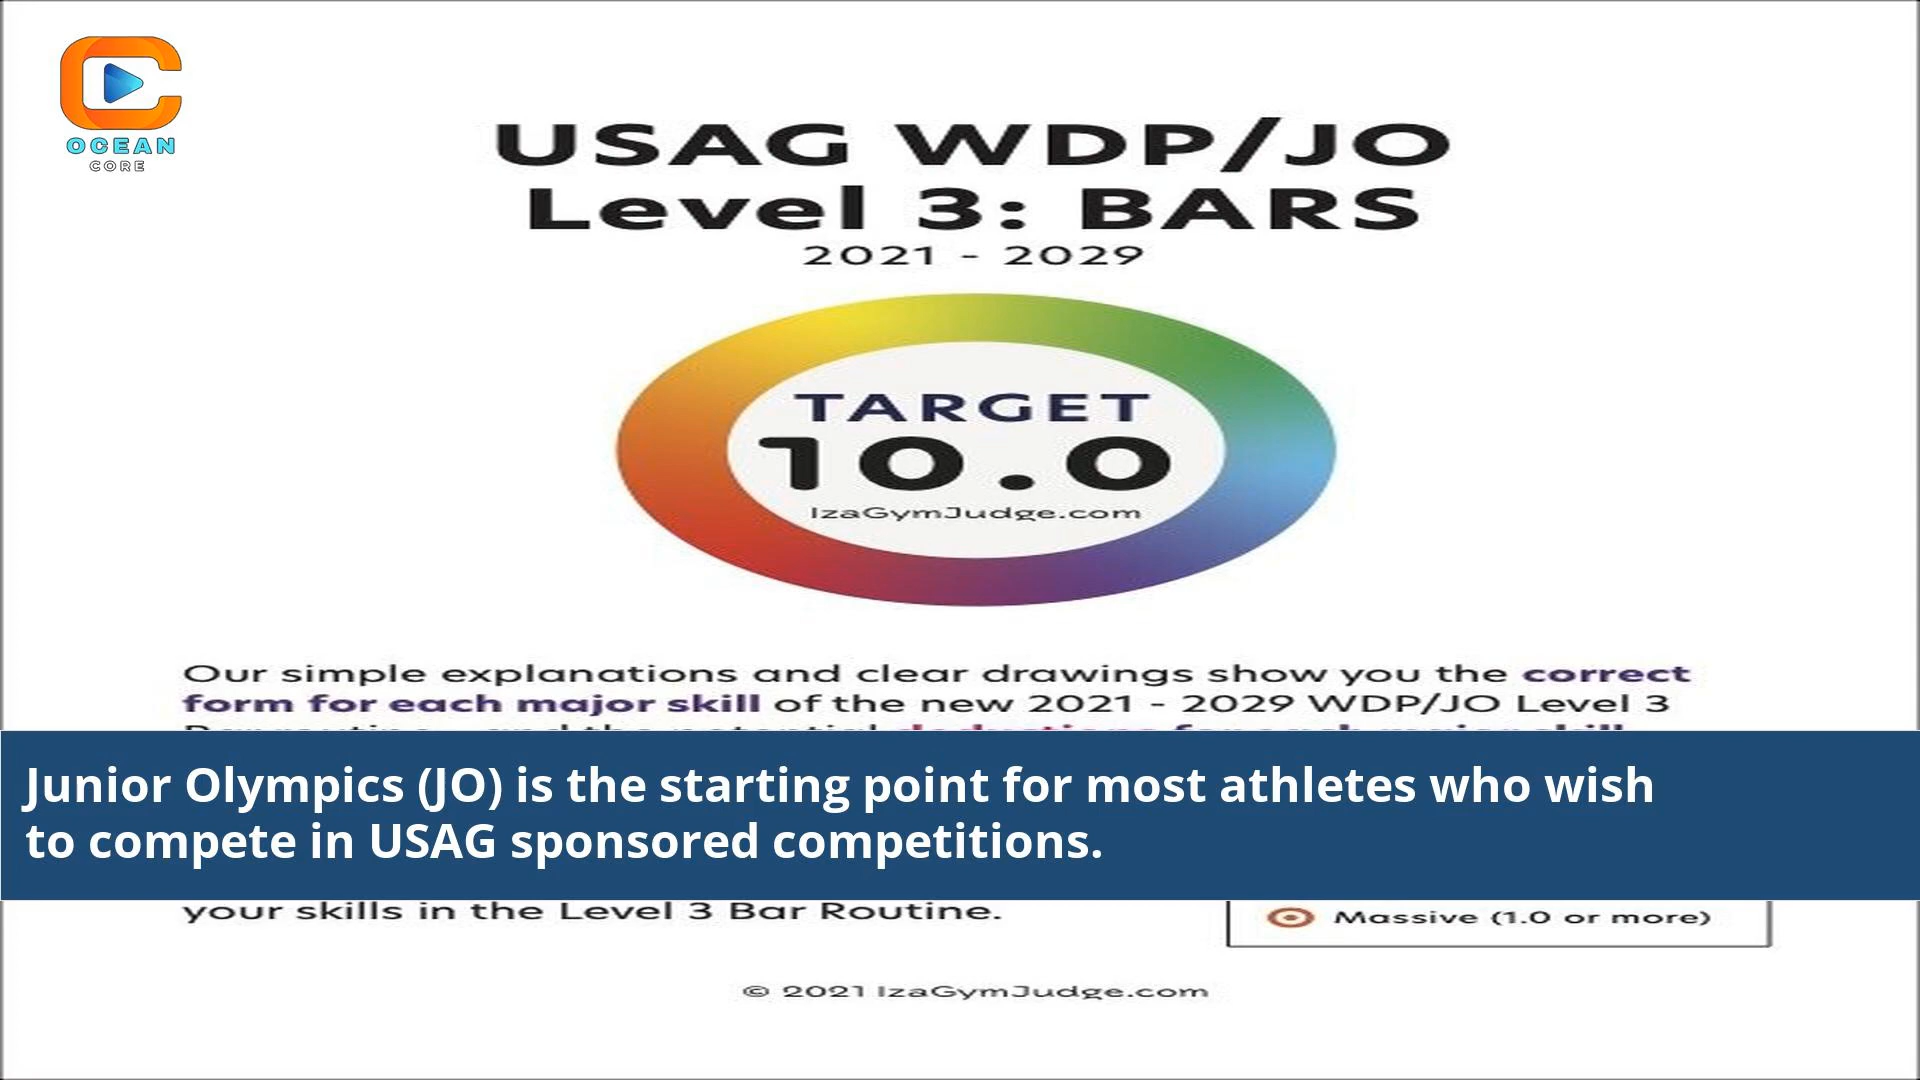 OCEAN
CORE
USAG WDP/JO
Level 3: BARS
2021 - 2029
TARGET
10.0
IzaGymJudge.com
Our simple explanations and clear drawings show you the correct
form for each major skill of the new 2021 - 2029 WDP/JO Level 3
Junior Olympics (JO) is the starting point for most athletes who wish
to compete in USAG sponsored competitions.
your skills in the Level 3 Bar Routine.
Massive (1.0 or more)
© 2021 IzaGymJudge.com